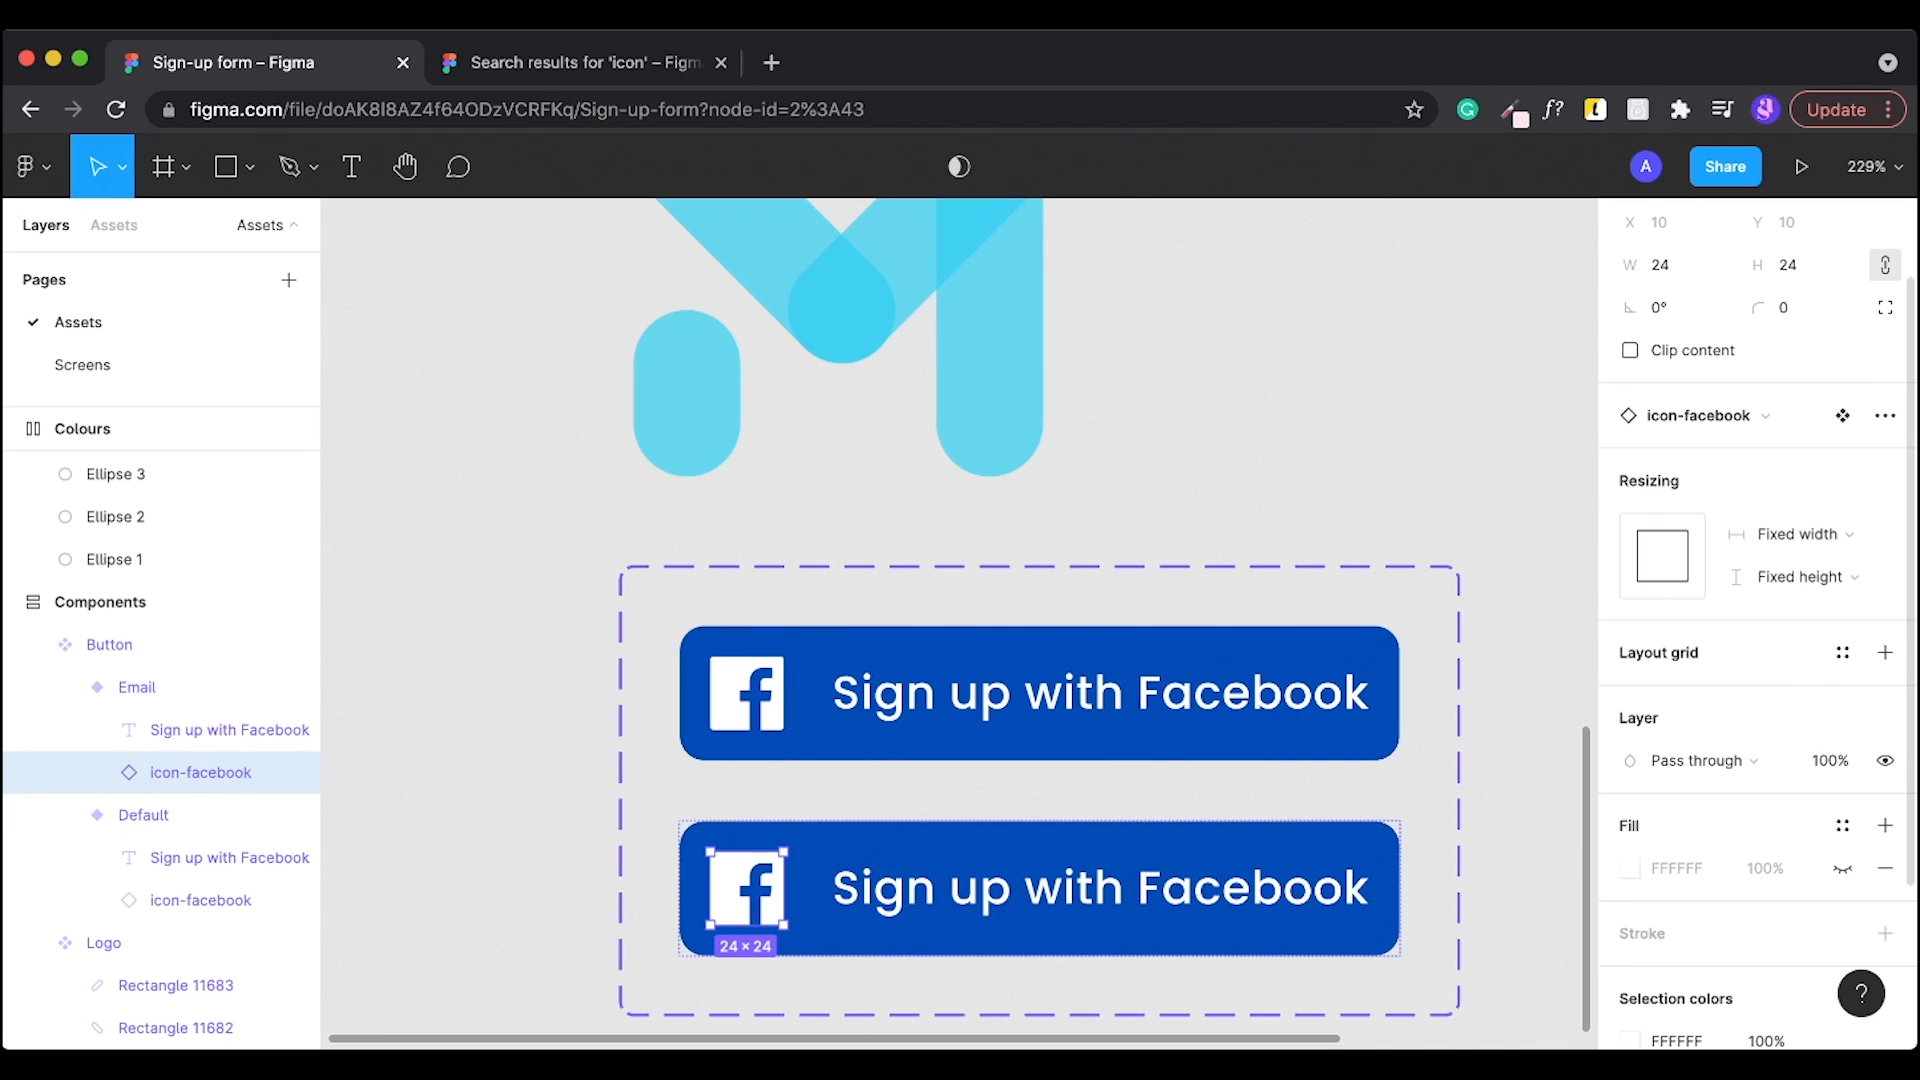 Sign-up form – Figma
Search results for 'icon' – Figm
figma.com/file/doAK8I8AZ4f64ODzVCRFKq/Sign-up-form?node-id=2%3A43
f?
Update
A
Share
229%
Layers
Assets
Assets
Pages
Assets
Screens
Colours
Ellipse 3
Ellipse 2
Ellipse 1
Components
Button
Email
Sign up with Facebook
icon-facebook
Default
Sign up with Facebook
icon-facebook
Logo
Rectangle 11683
Rectangle 11682
Sign up with Facebook
Sign up with Facebook
24 × 24
X 10
Y 10
W 24
H 24
0°
0
Clip content
icon-facebook
Resizing
Fixed width
Fixed height
Layout grid
Layer
Pass through
100%
Fill
FFFFFF
100%
Stroke
Selection colors
FFFFFF
100%
?